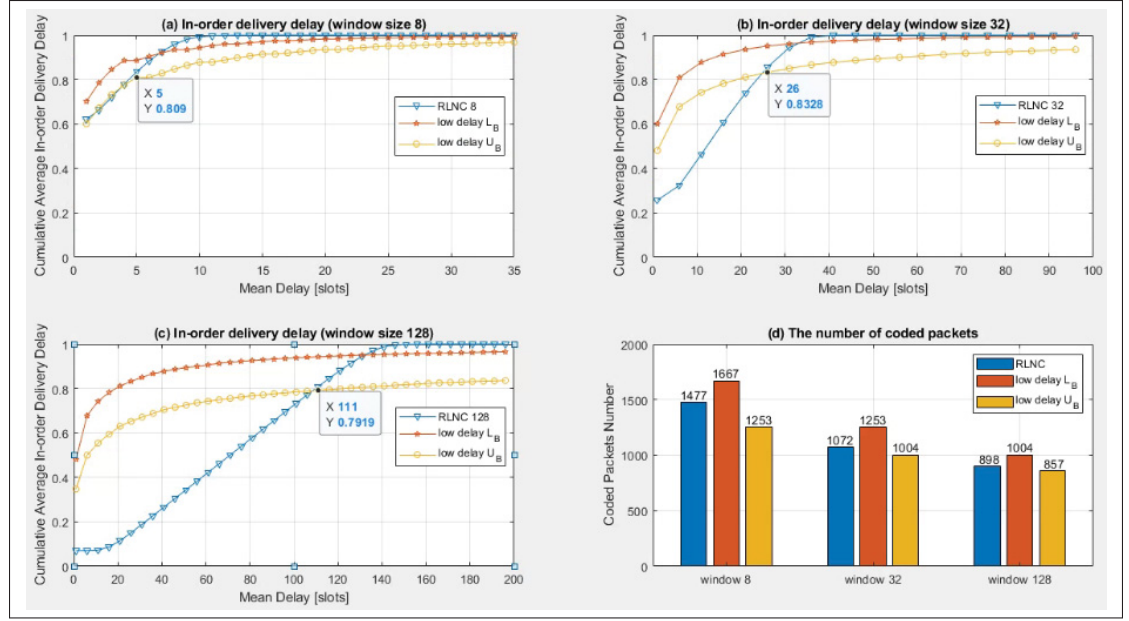 (a) In-order delivery delay (window size 8)
Cumulative Average In-order Delivery Delay
1
0.8
0.6
0.4
0.2
0
0 5 10 15 20 25 30 35
Mean Delay [slots]
X 5
Y 0.809
RLNC 8
low delay L_B
low delay U_B
(b) In-order delivery delay (window size 32)
Cumulative Average In-order Delivery Delay
1
0.8
0.6
0.4
0.2
0
0 10 20 30 40 50 60 70 80 90 100
Mean Delay [slots]
X 26
Y 0.8328
RLNC 32
low delay L_B
low delay U_B
(c) In-order delivery delay (window size 128)
Cumulative Average In-order Delivery Delay
1
0.8
0.6
0.4
0.2
0
0 20 40 60 80 100 120 140 160 180 200
Mean Delay [slots]
X 111
Y 0.7919
RLNC 128
low delay L_B
low delay U_B
(d) The number of coded packets
Coded Packets Number
2000
1500
1000
500
0
1477 1667 1253
1072 1253 1004
898 1004 857
window 8 window 32 window 128
RLNC
low delay L_B
low delay U_B